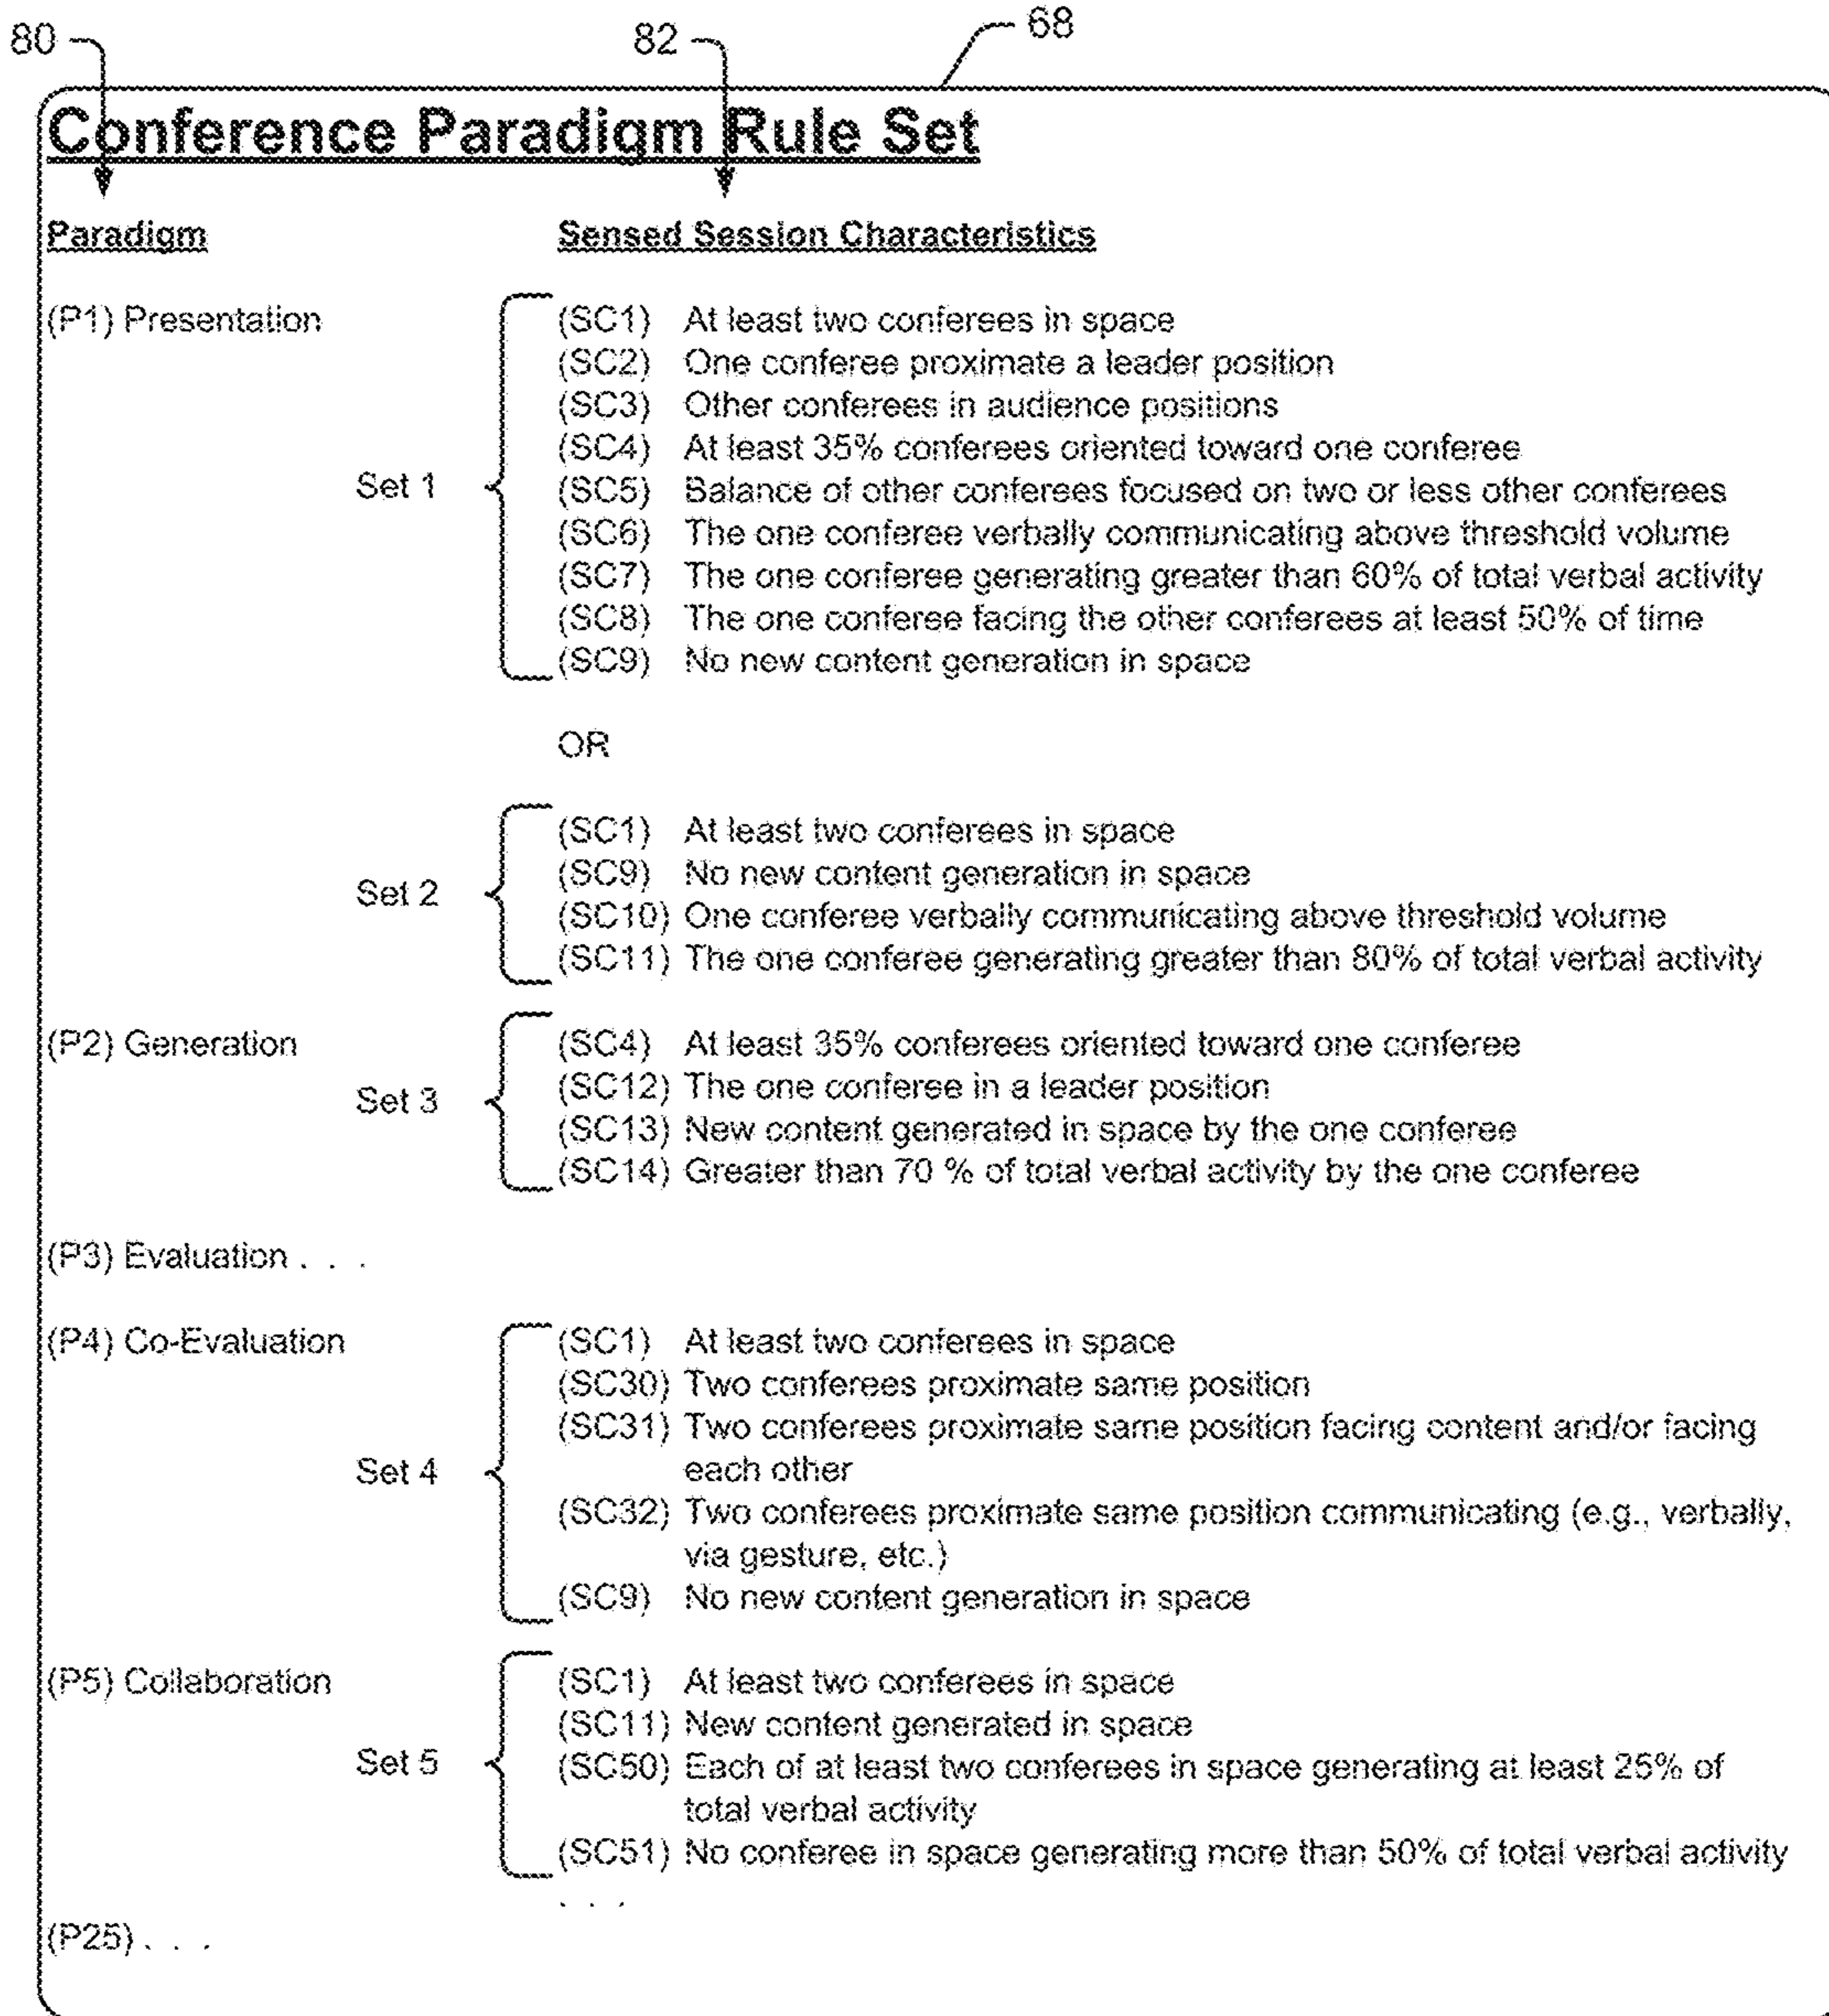 80
82
68
Conference Paradigm Rule Set
Paradigm Sensed Session Characteristics
(P1) Presentation
Set 1
(SC1) At least two conferees in space
(SC2) One conferee proximate a leader position
(SC3) Other conferees in audience positions
(SC4) At least 35% conferees oriented toward one conferee
(SC5) Balance of other conferees focused on two or less other conferees
(SC6) The one conferee verbally communicating above threshold volume
(SC7) The one conferee generating greater than 60% of total verbal activity
(SC8) The one conferee facing the other conferees at least 50% of time
(SC9) No new content generation in space
OR
Set 2
(SC1) At least two conferees in space
(SC9) No new content generation in space
(SC10) One conferee verbally communicating above threshold volume
(SC11) The one conferee generating greater than 80% of total verbal activity
(P2) Generation
Set 3
(SC4) At least 35% conferees oriented toward one conferee
(SC12) The one conferee in a leader position
(SC13) New content generated in space by the one conferee
(SC14) Greater than 70 % of total verbal activity by the one conferee
(P3) Evaluation . . .
(P4) Co-Evaluation
Set 4
(SC1) At least two conferees in space
(SC30) Two conferees proximate same position
(SC31) Two conferees proximate same position facing content and/or facing
each other
(SC32) Two conferees proximate same position communicating (e.g., verbally,
via gesture, etc.)
(SC9) No new content generation in space
(P5) Collaboration
Set 5
(SC1) At least two conferees in space
(SC11) New content generated in space
(SC50) Each of at least two conferees in space generating at least 25% of
total verbal activity
(SC51) No conferee in space generating more than 50% of total verbal activity
. . .
(P25) . . .